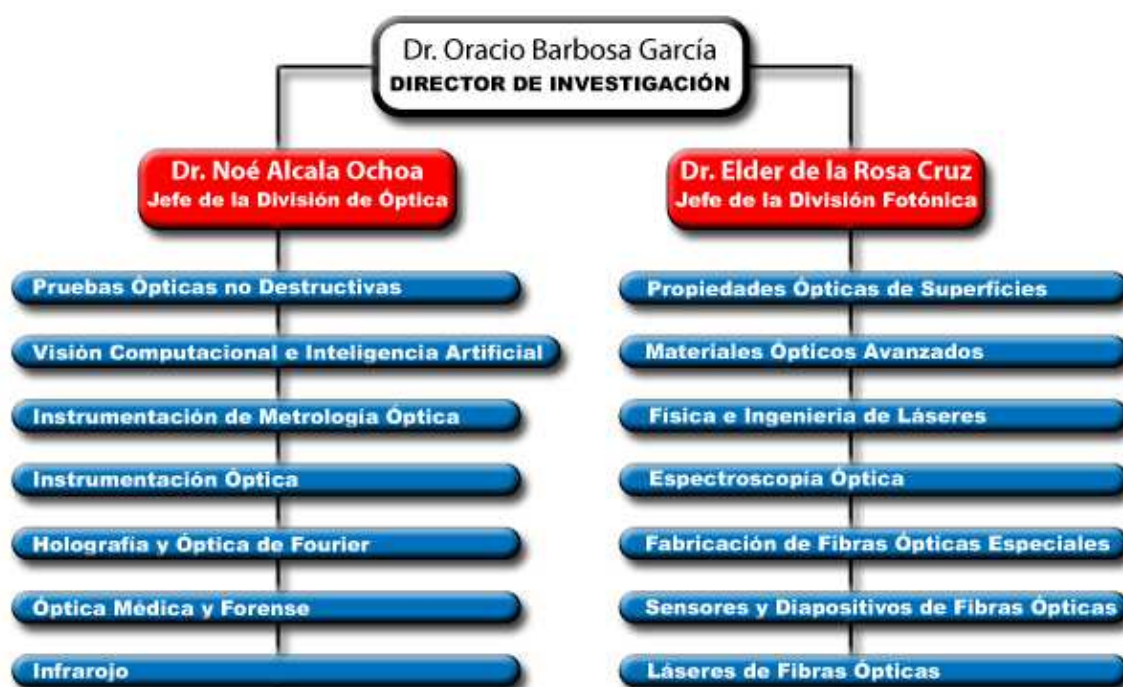 Dr. Oracio Barbosa García
DIRECTOR DE INVESTIGACIÓN
Dr. Noé Alcala Ochoa
Jefe de la División de Óptica
Pruebas Ópticas no Destructivas
Visión Computacional e Inteligencia Artificial
Instrumentación de Metrología Óptica
Instrumentación Óptica
Holografía y Óptica de Fourier
Óptica Médica y Forense
Infrarojo
Dr. Elder de la Rosa Cruz
Jefe de la División Fotónica
Propiedades Ópticas de Superficies
Materiales Ópticos Avanzados
Física e Ingenieria de Láseres
Espectroscopía Óptica
Fabricación de Fibras Ópticas Especiales
Sensores y Diapositivos de Fibras Ópticas
Láseres de Fibras Ópticas